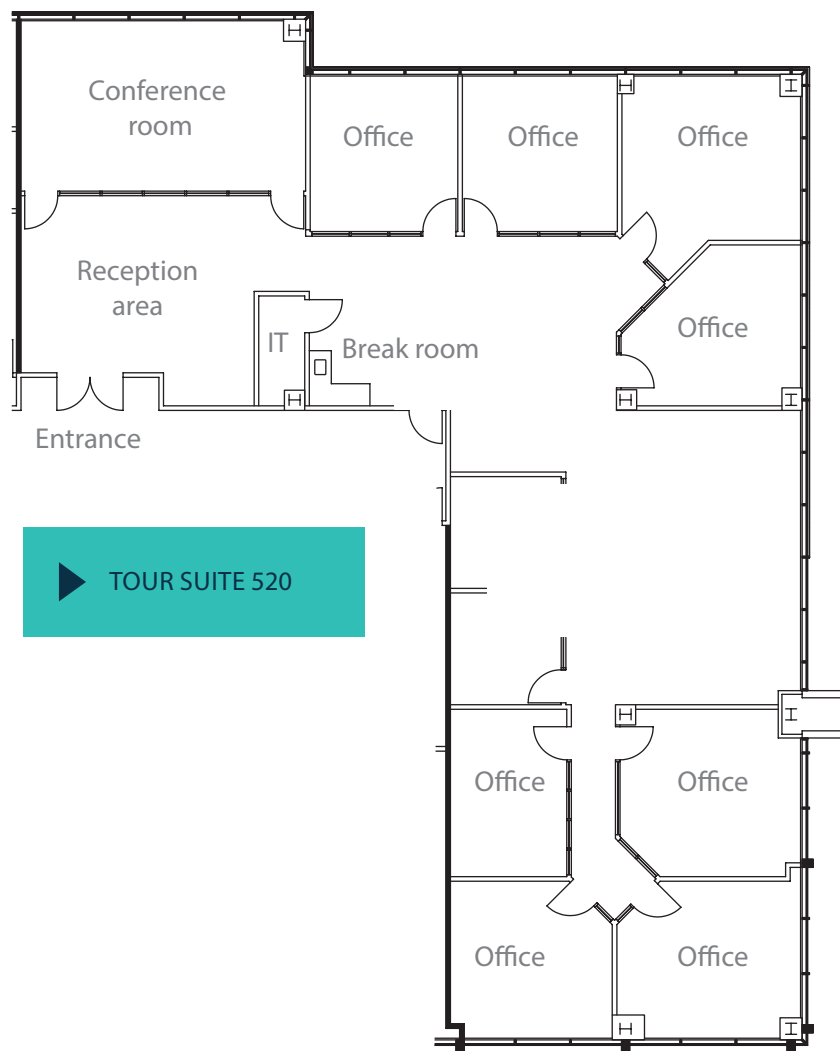 Conference
room
Office
Office
Office
Reception
area
IT
Break room
Office
Entrance
TOUR SUITE 520
Office
Office
Office
Office